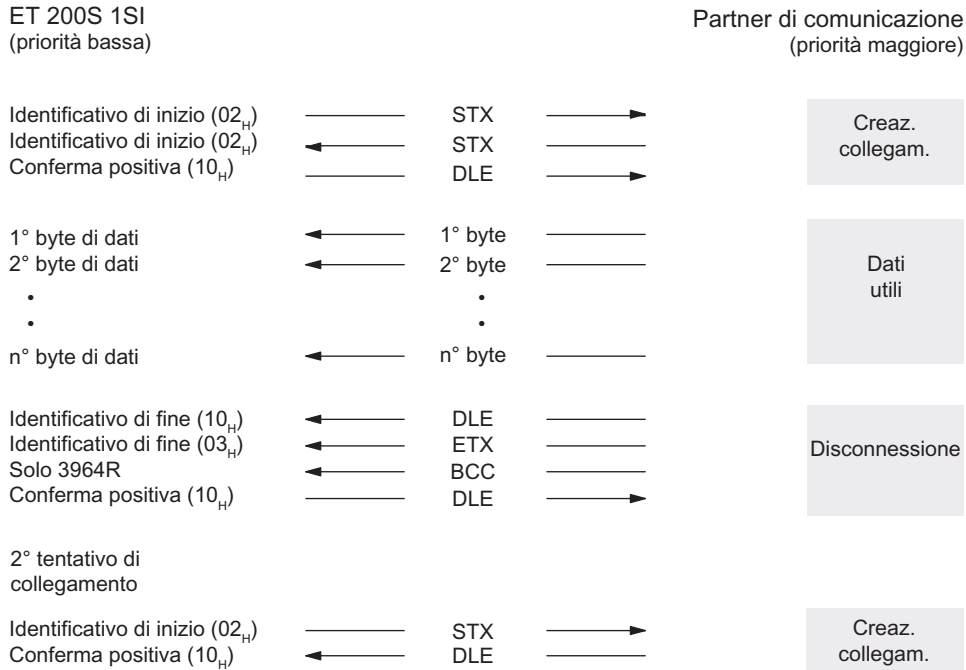 ET 200S 1SI
(priorità bassa)
Partner di comunicazione
(priorità maggiore)
Identificativo di inizio (02H) STX
Identificativo di inizio (02H) STX
Conferma positiva (10H) DLE
Creaz.
collegam.
1° byte di dati 1° byte
2° byte di dati 2° byte
• •
• •
n° byte di dati n° byte
Dati
utili
Identificativo di fine (10H) DLE
Identificativo di fine (03H) ETX
Solo 3964R BCC
Conferma positiva (10H) DLE
Disconnessione
2° tentativo di
collegamento
Identificativo di inizio (02H) STX
Conferma positiva (10H) DLE
Creaz.
collegam.